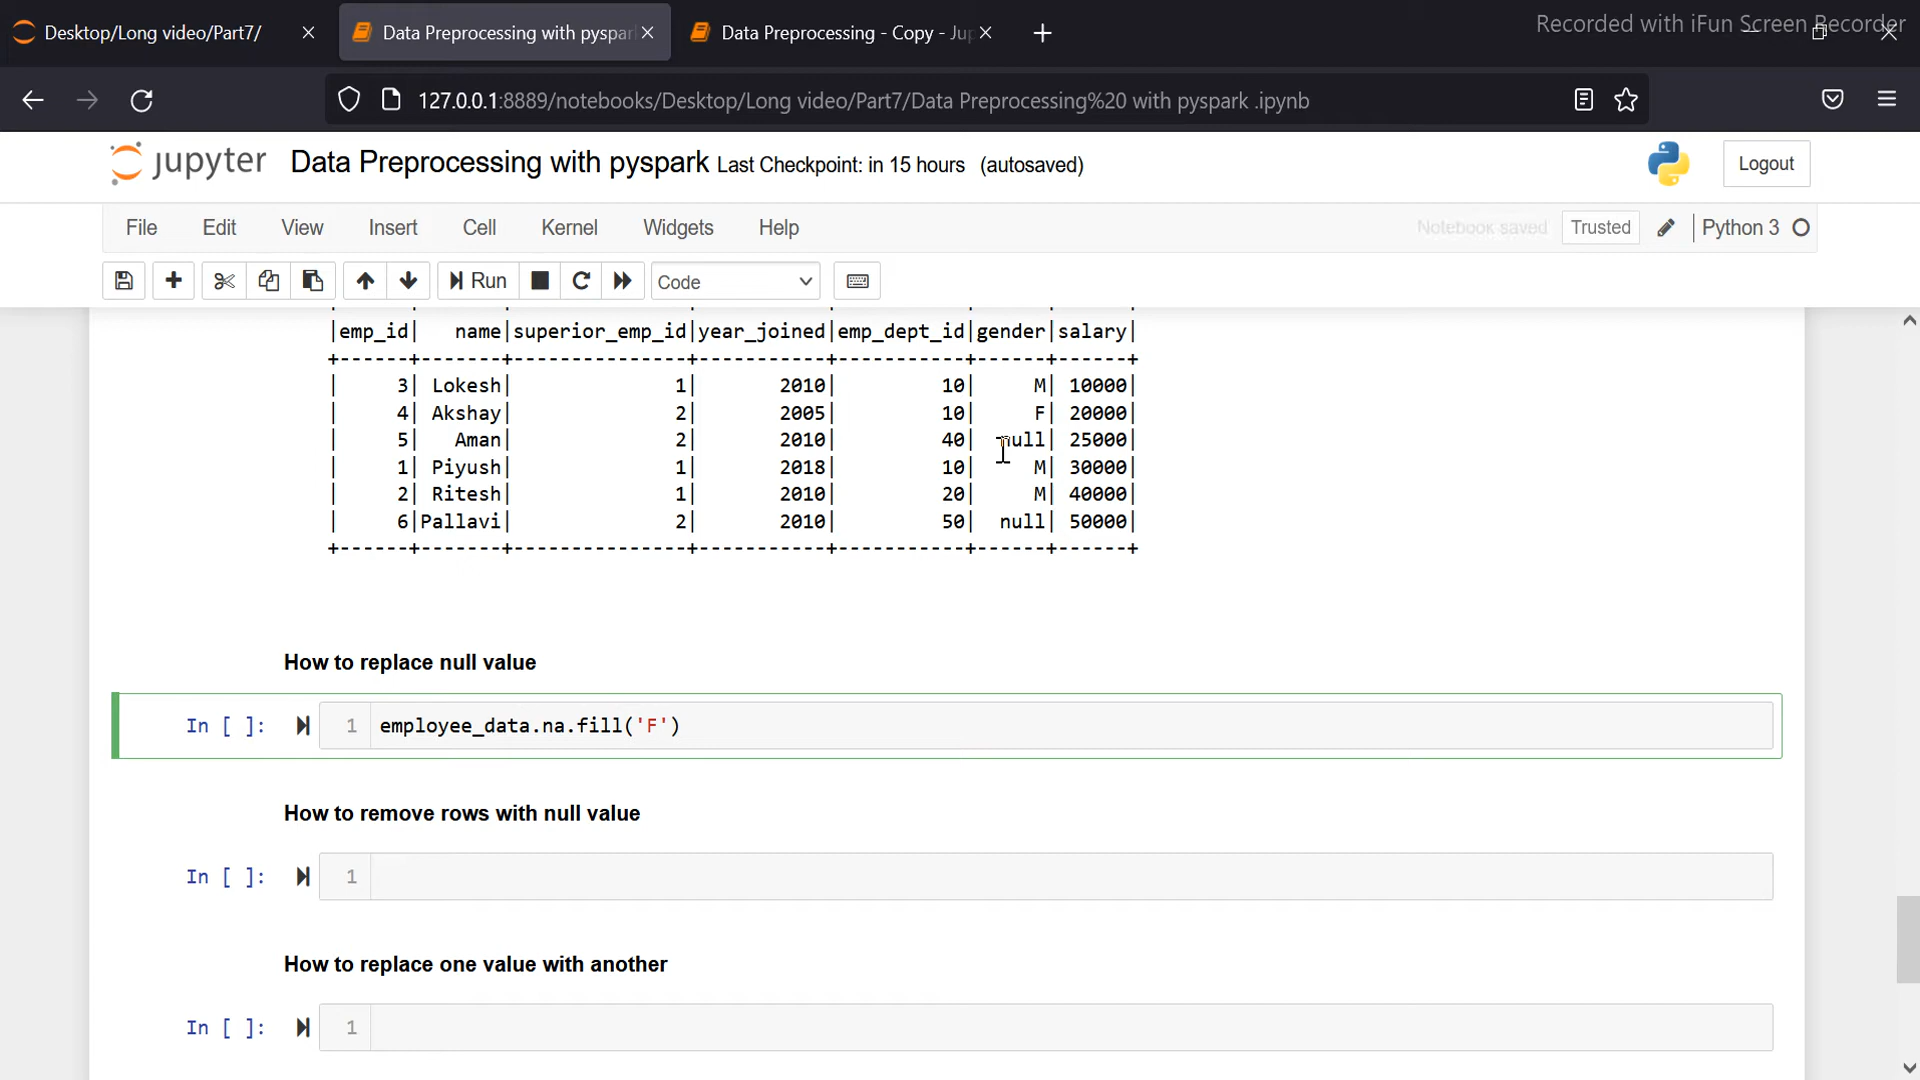 Desktop/Long video/Part7/
Data Preprocessing with pyspar
Data Preprocessing - Copy - Jup
Recorded with iFun Screen Recorder
127.0.0.1:8889/notebooks/Desktop/Long video/Part7/Data Preprocessing%20 with pyspark .ipynb
jupyter Data Preprocessing with pyspark Last Checkpoint: in 15 hours (autosaved)
Logout
File Edit View Insert Cell Kernel Widgets Help
Notebook saved Trusted Python 3
Run Code
|emp_id| name|superior_emp_id|year_joined|emp_dept_id|gender|salary|
+------+-------+---------------+-----------+-----------+------+------+
| 3| Lokesh| 1| 2010| 10| M| 10000|
| 4| Akshay| 2| 2005| 10| F| 20000|
| 5| Aman| 2| 2010| 40| null| 25000|
| 1| Piyush| 1| 2018| 10| M| 30000|
| 2| Ritesh| 1| 2010| 20| M| 40000|
| 6|Pallavi| 2| 2010| 50| null| 50000|
+------+-------+---------------+-----------+-----------+------+------+
How to replace null value
In [ ]: 1 employee_data.na.fill('F')
How to remove rows with null value
In [ ]: 1
How to replace one value with another
In [ ]: 1